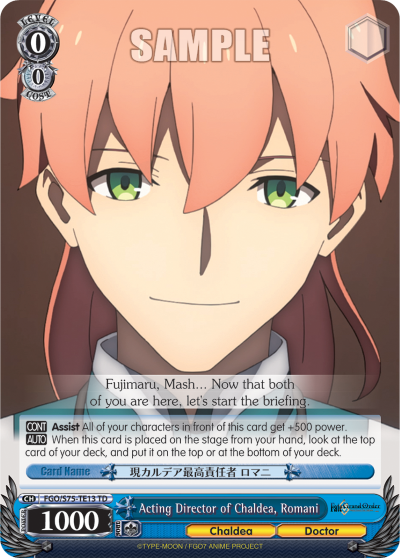 LEVEL
0
0
COST
SAMPLE
Fujimaru, Mash... Now that both
of you are here, let's start the briefing.
CONT Assist All of your characters in front of this card get +500 power.
AUTO When this card is placed on the stage from your hand, look at the top
card of your deck, and put it on the top or at the bottom of your deck.
Card Name 現カルデア最高責任者 ロマニ
CH FGO/S75-TE13 TD
1000
Acting Director of Chaldea, Romani
Chaldea Doctor
©TYPE-MOON / FGO7 ANIME PROJECT